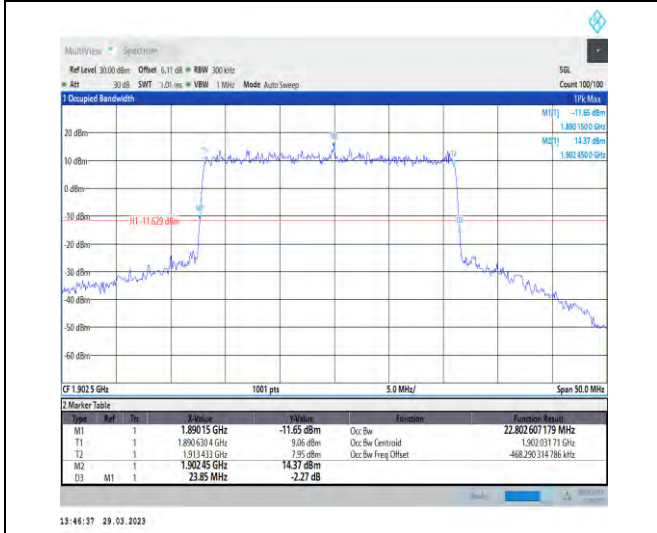 MultiView Spectrum
Ref Level 30.00 dBm Offset 6.11 dB RBW 300 kHz SGL
Att 30 dB SWT 1.01 ms VBW 1 MHz Mode Auto Sweep Count 100/100
1 Occupied Bandwidth 1Pk Max
M1[1] -11.65 dBm
1.890 150 0 GHz
M2[1] 14.37 dBm
1.902 450 0 GHz
20 dBm
10 dBm
0 dBm
-10 dBm
H1 -11.629 dBm
-20 dBm
-30 dBm
-40 dBm
-50 dBm
-60 dBm
CF 1.902 5 GHz 1001 pts 5.0 MHz/ Span 50.0 MHz
2 Marker Table
Type Ref Trc X-Value Y-Value Function Function Result
M1 1 1.89015 GHz -11.65 dBm Occ Bw 22.802 607 179 MHz
T1 1 1.890 630 4 GHz 9.06 dBm Occ Bw Centroid 1.902 031 71 GHz
T2 1 1.913 433 GHz 7.95 dBm Occ Bw Freq Offset -468.290 314 786 kHz
M2 1 1.902 45 GHz 14.37 dBm
D3 M1 1 23.85 MHz -2.27 dB
13:46:37 29.03.2023